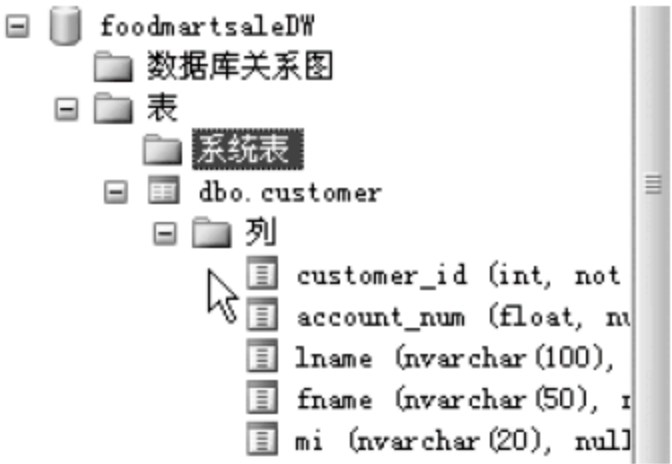 foodmartsaleDW
数据库关系图
表
系统表
dbo.customer
列
customer_id (int, not
account_num (float, nu
lname (nvarchar(100),
fname (nvarchar(50),
mi (nvarchar(20), null